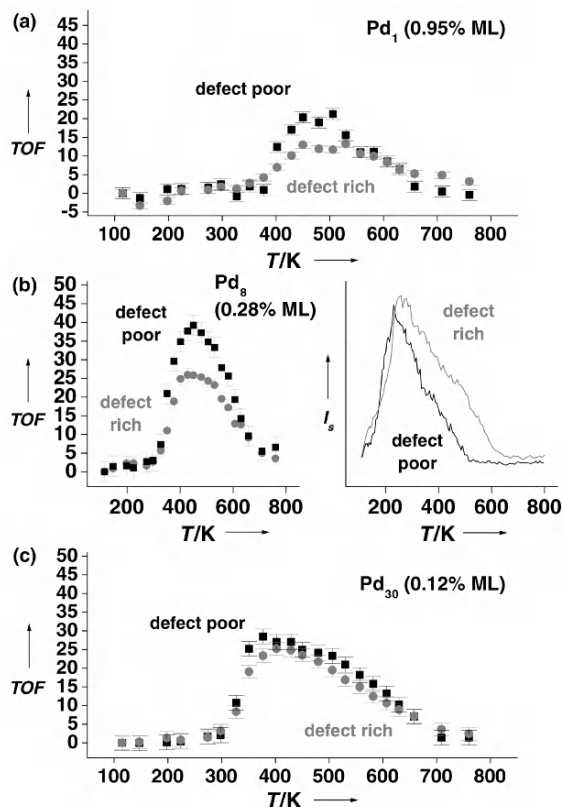 (a)
Pd1 (0.95% ML)
45
40
35
30
25
20
15
10
5
0
-5
TOF
defect poor
defect rich
100 200 300 400 500 600 700 800
T/K
(b)
Pd8
(0.28% ML)
50
45
40
35
30
25
20
15
10
5
0
TOF
defect
poor
defect
rich
200 400 600 800
T/K
Is
defect
rich
defect
poor
200 400 600 800
T/K
(c)
Pd30 (0.12% ML)
50
45
40
35
30
25
20
15
10
5
0
TOF
defect poor
defect rich
100 200 300 400 500 600 700 800
T/K